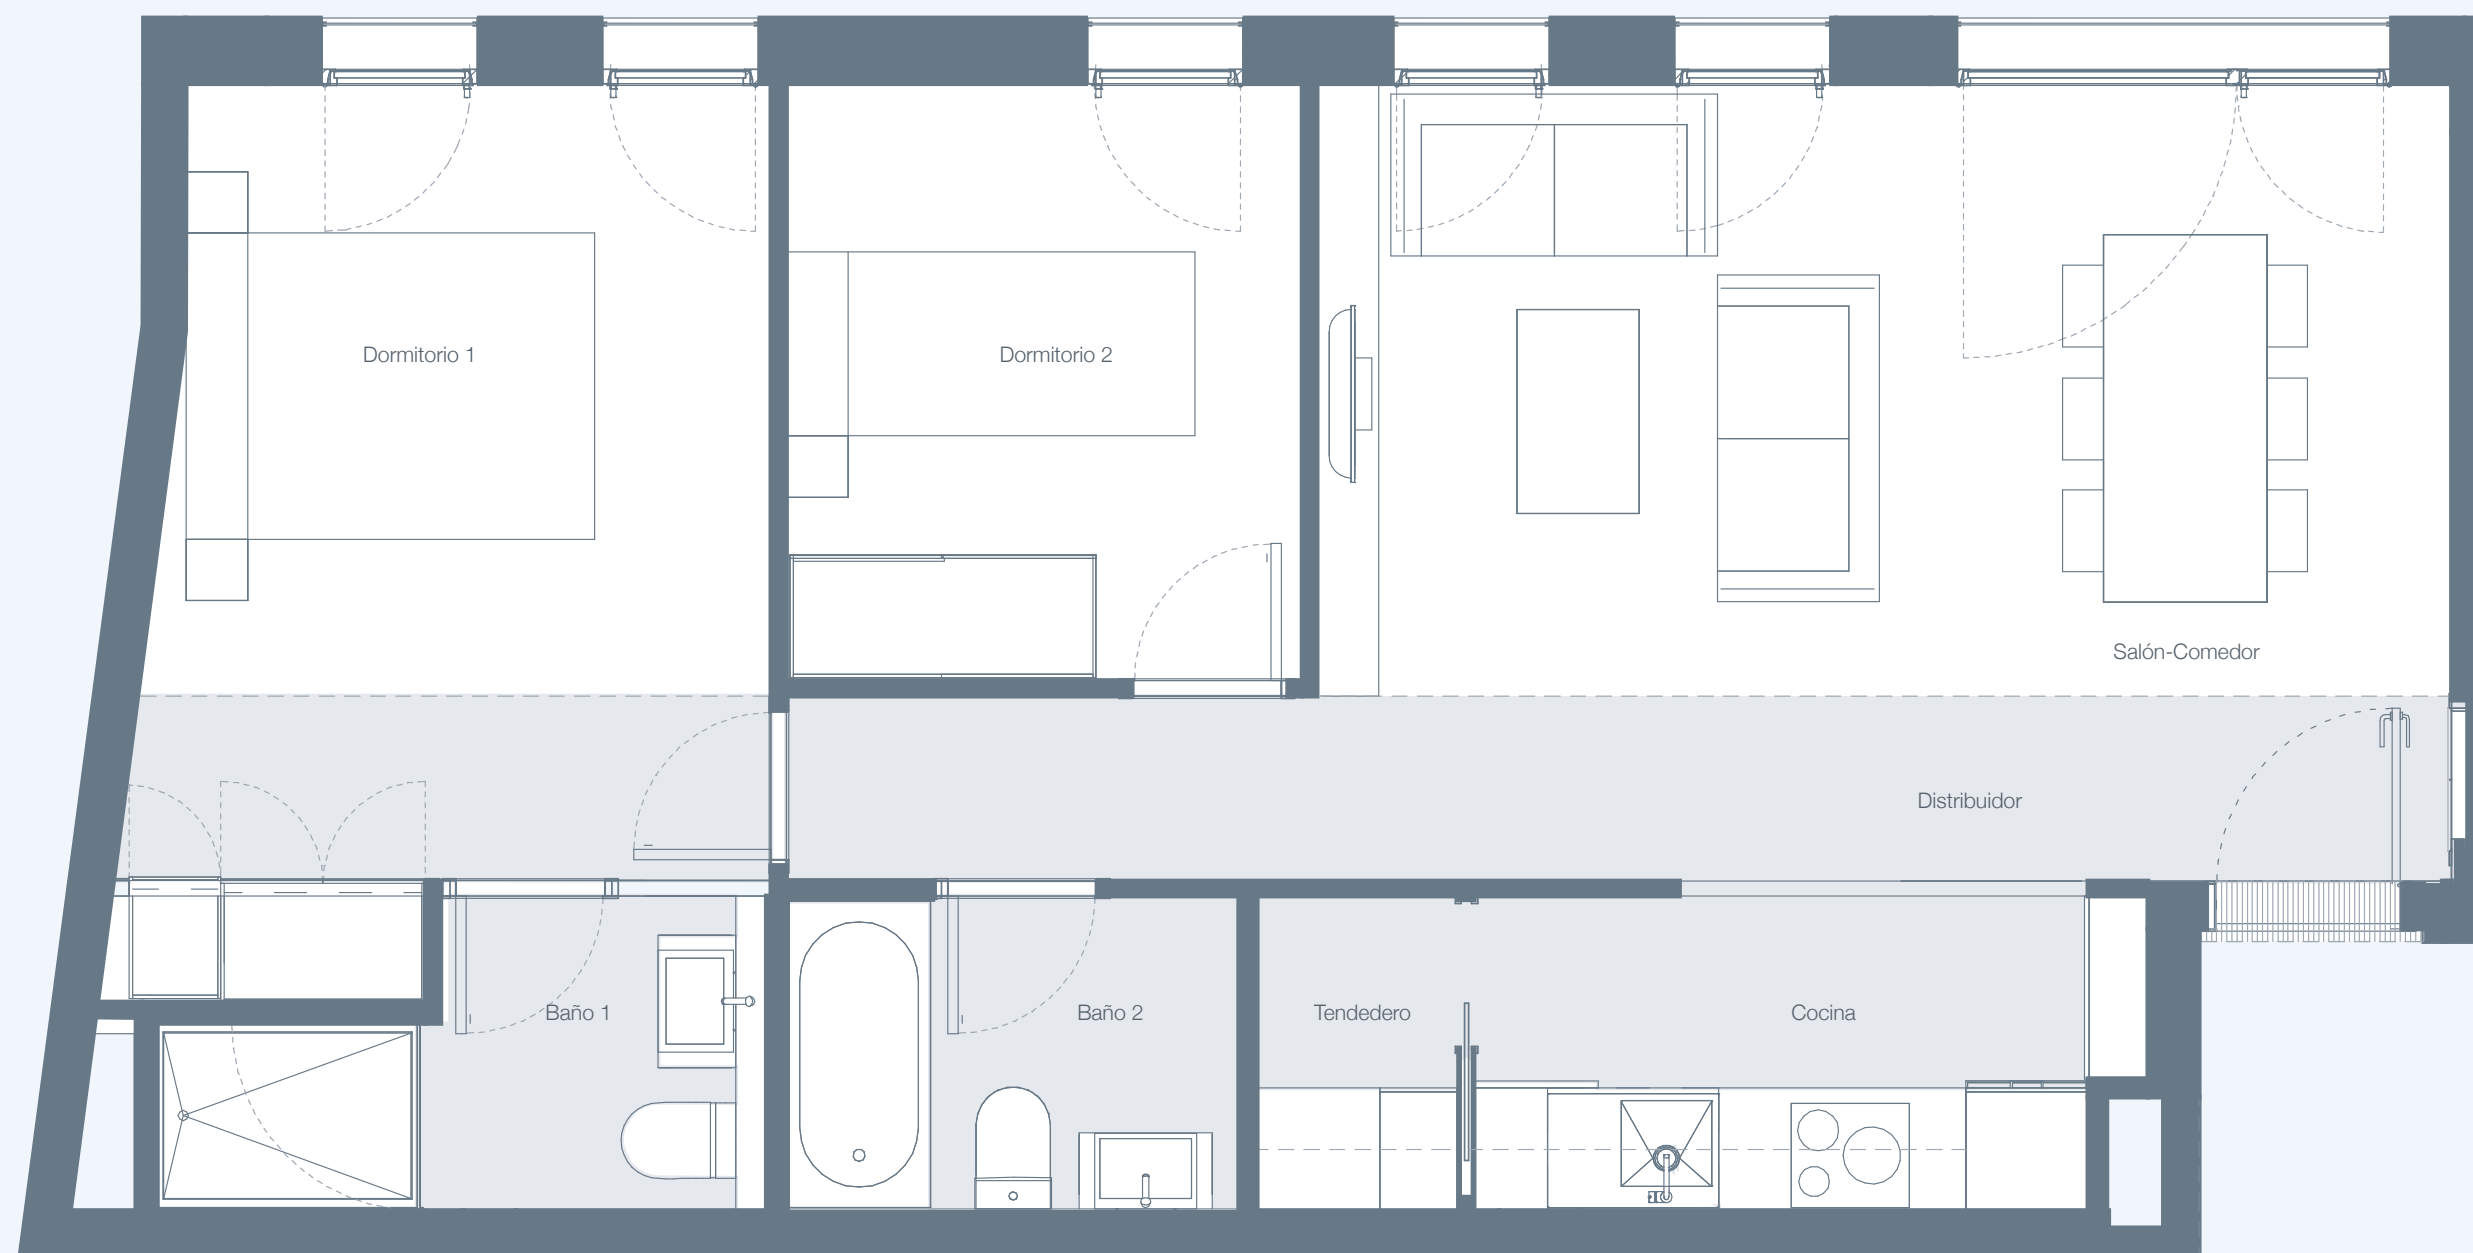 Dormitorio 1
Dormitorio 2
Salón-Comedor
Distribuidor
Baño 1
Baño 2
Tendedero
Cocina